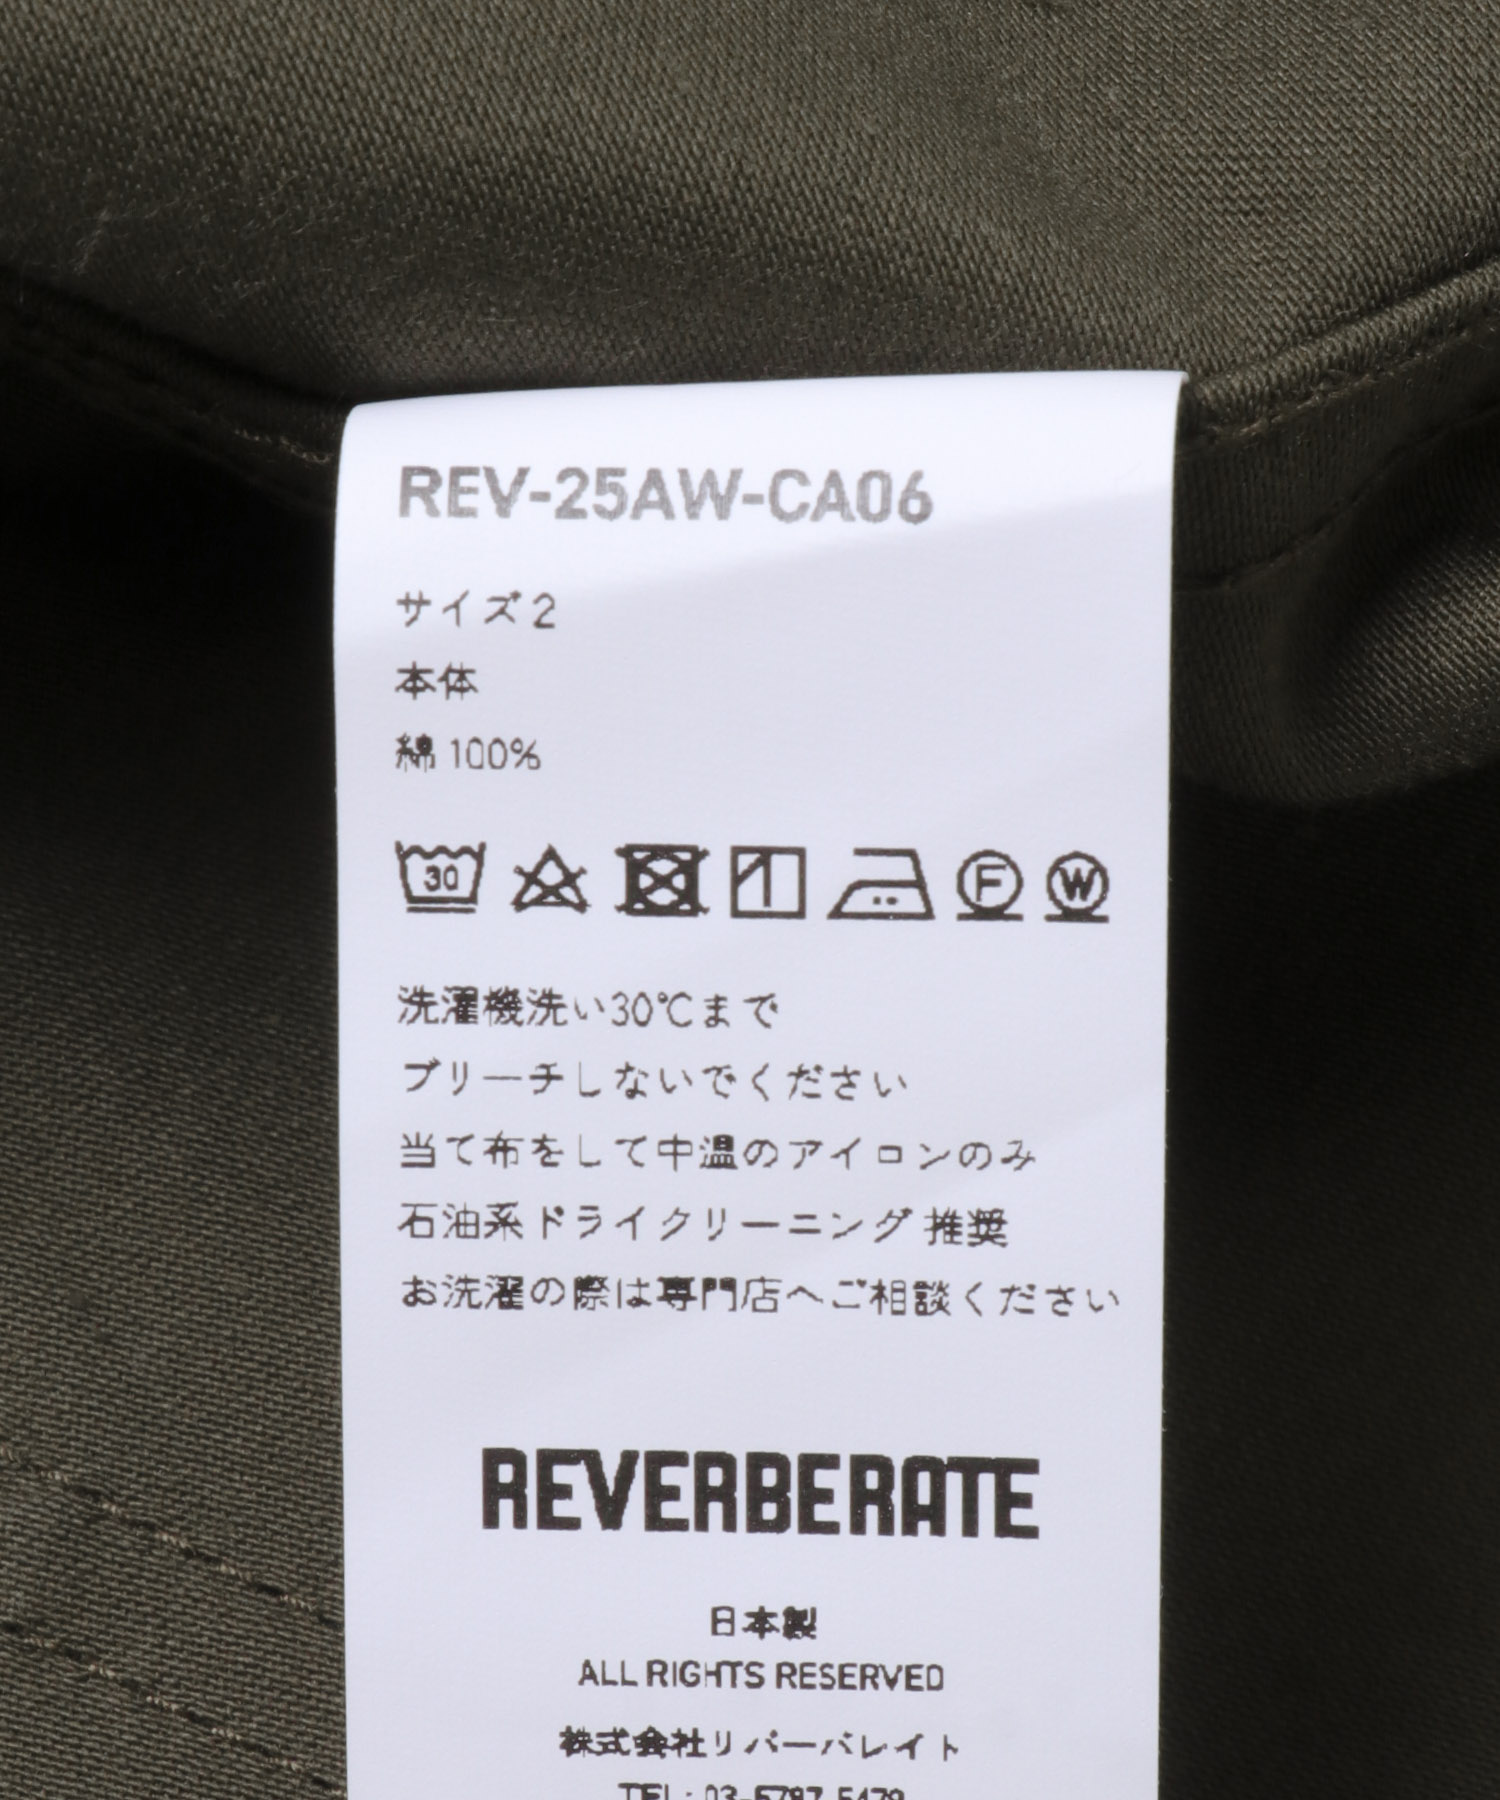 REV-25AW-CA06
サイズ2
本体
綿 100%
30 F W
洗濯機洗い30℃まで
ブリーチしないでください
当て布をして中温のアイロンのみ
石油系ドライクリーニング推奨
お洗濯の際は専門店へご相談ください
REVERBERATE
日本製
ALL RIGHTS RESERVED
株式会社リバーバレイト
TEL: 03-5787-5479